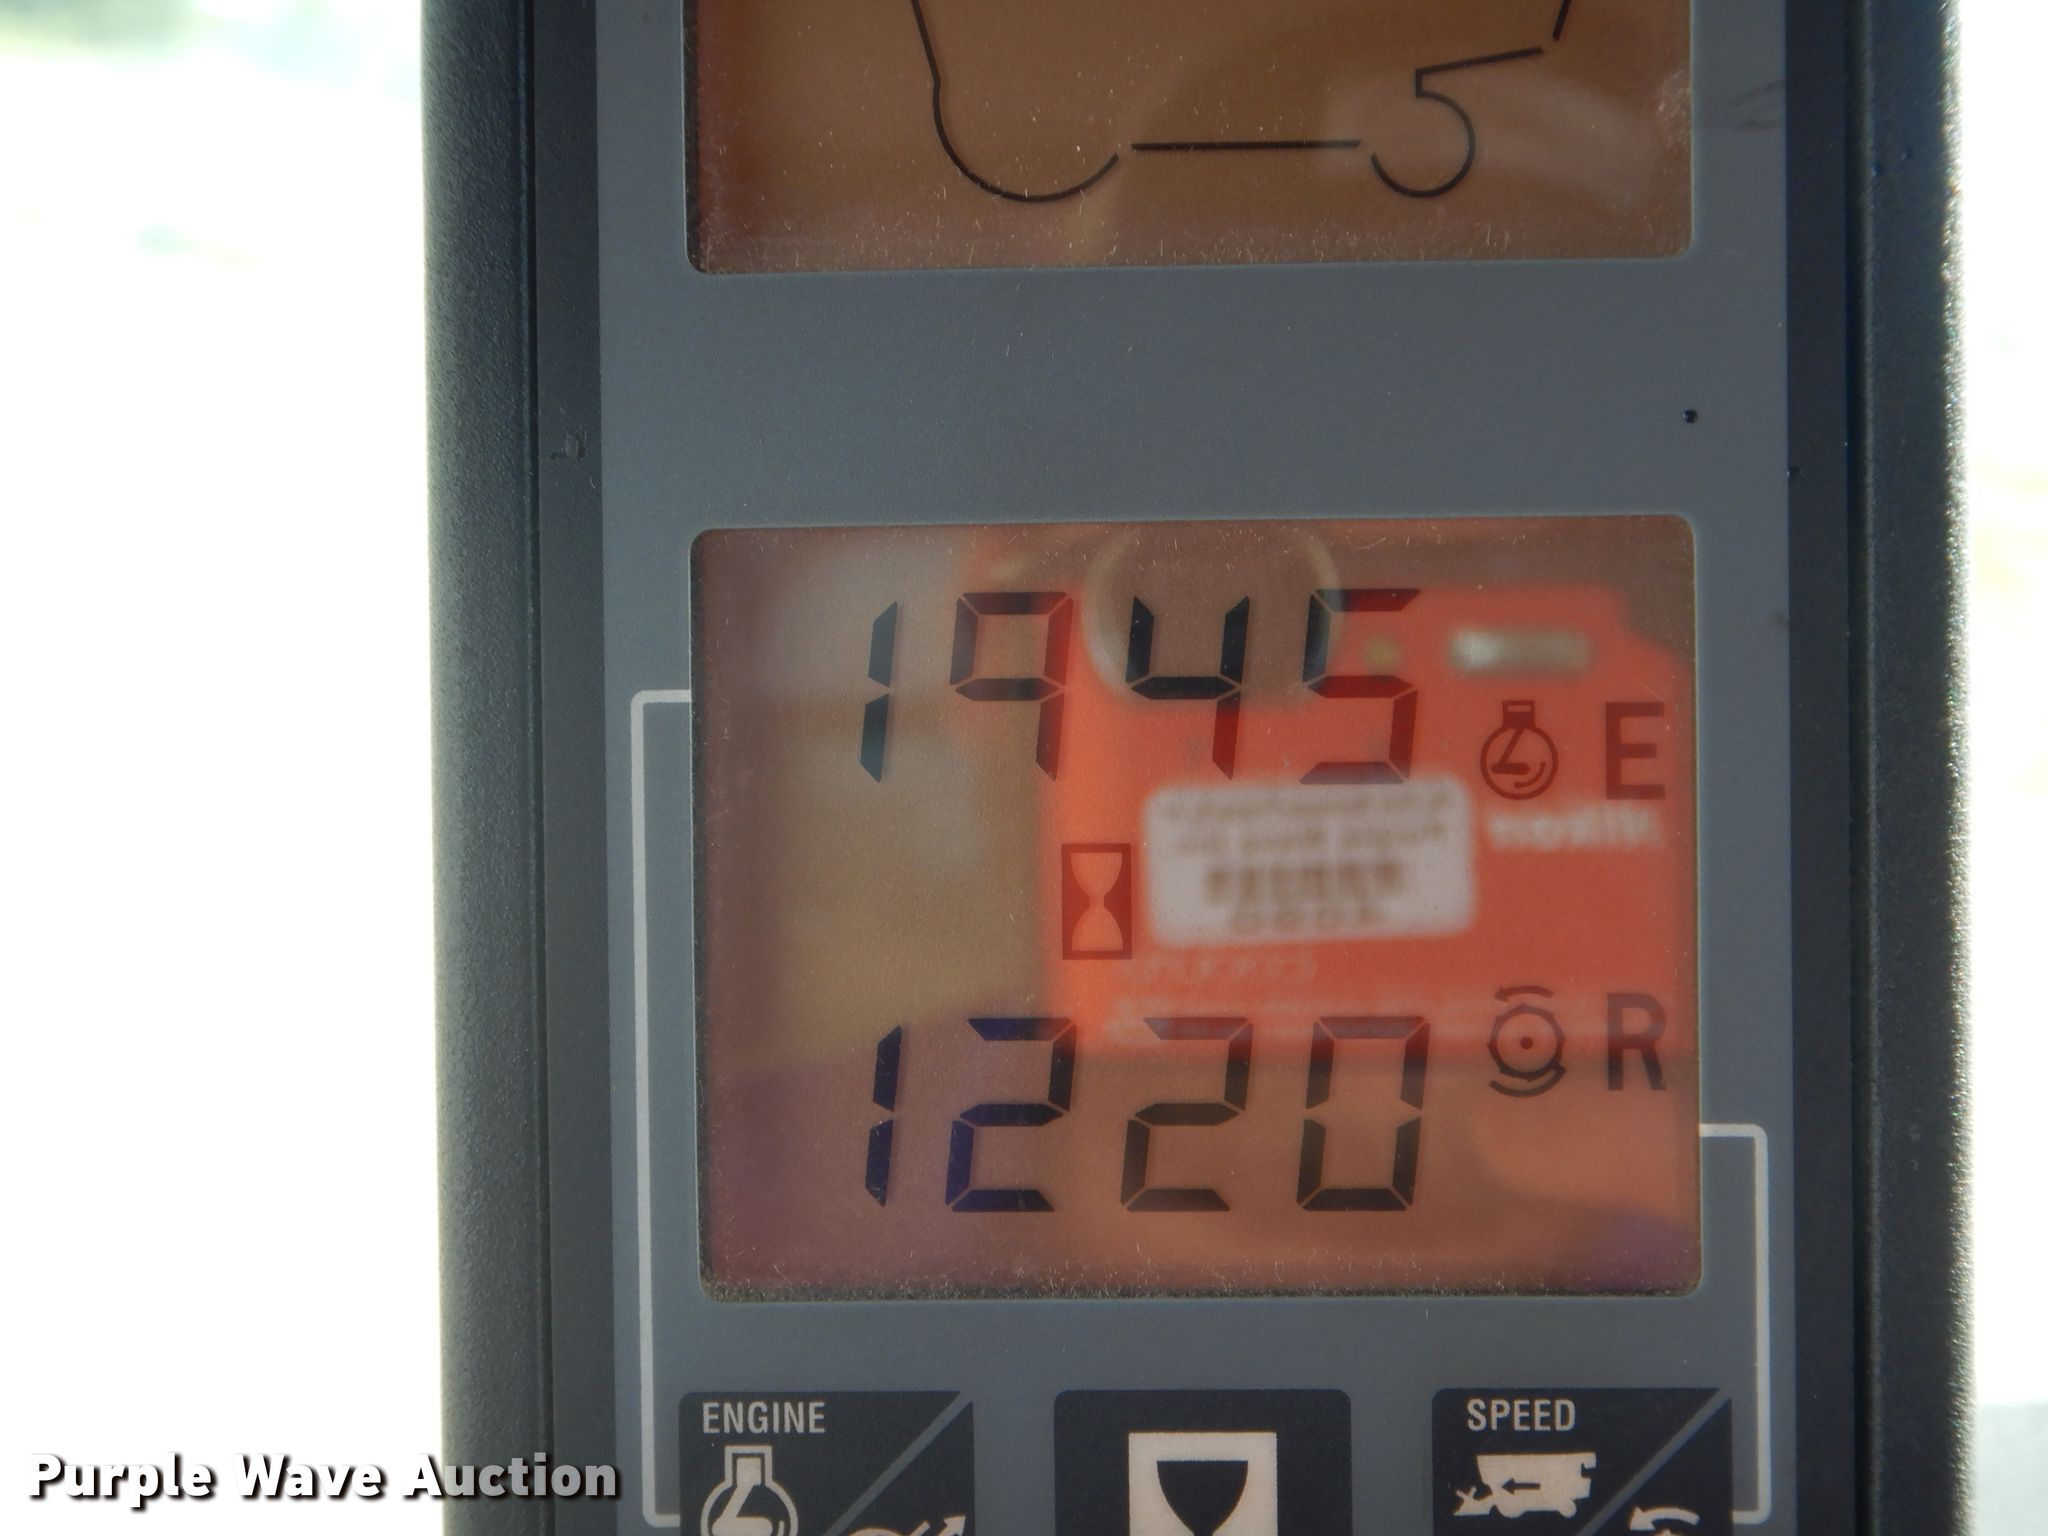 1945
E
1220
R
ENGINE
SPEED
Purple Wave Auction